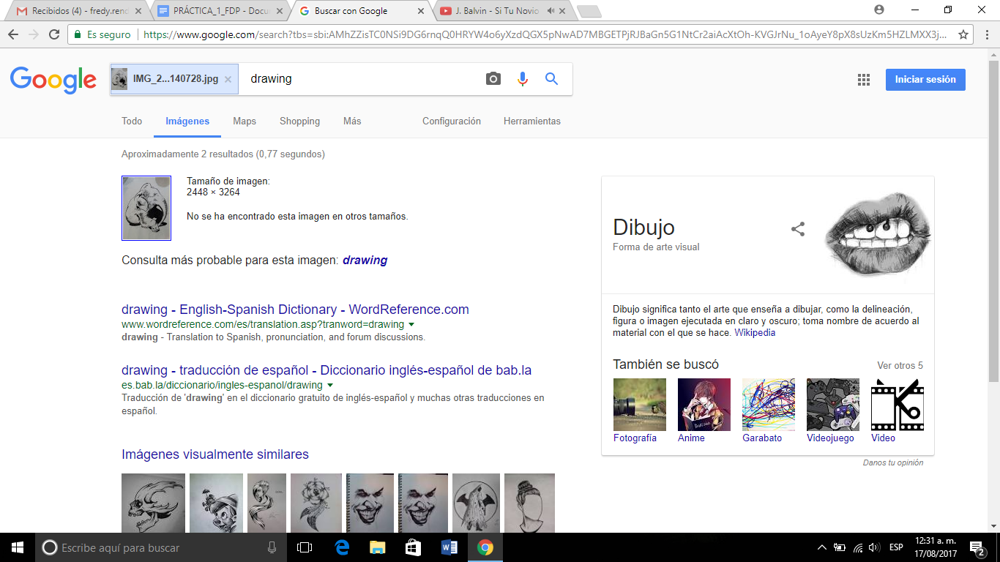 Recibidos (4) - fredy.rend
PRÁCTICA_1_FDP - Docu
Buscar con Google
J. Balvin - Si Tu Novio
Es seguro
https://www.google.com/search?tbs=sbi:AMhZZisTC0NSi9DG6rnqQ0HRYW4o6yXzdQGX5pNwAD7MBGETPjRJBaGn5G1NtCr2aiAcXtOh-KVGJrNu_1oAyeY8pX8sUzKm5HZLMXX3j...
Google
IMG_2...140728.jpg
drawing
Iniciar sesión
Todo
Imágenes
Maps
Shopping
Más
Configuración
Herramientas
Aproximadamente 2 resultados (0,77 segundos)
Tamaño de imagen:
2448 × 3264
No se ha encontrado esta imagen en otros tamaños.
Consulta más probable para esta imagen: drawing
drawing - English-Spanish Dictionary - WordReference.com
www.wordreference.com/es/translation.asp?tranword=drawing
drawing - Translation to Spanish, pronunciation, and forum discussions.
drawing - traducción de español - Diccionario inglés-español de bab.la
es.bab.la/diccionario/ingles-espanol/drawing
Traducción de 'drawing' en el diccionario gratuito de inglés-español y muchas otras traducciones en
español.
Imágenes visualmente similares
Dibujo
Forma de arte visual
Dibujo significa tanto el arte que enseña a dibujar, como la delineación,
figura o imagen ejecutada en claro y oscuro; toma nombre de acuerdo al
material con el que se hace. Wikipedia
También se buscó
Ver otros 5
Fotografía
Anime
Garabato
Videojuego
Video
Danos tu opinión
Escribe aquí para buscar
ESP
12:31 a. m.
17/08/2017
2